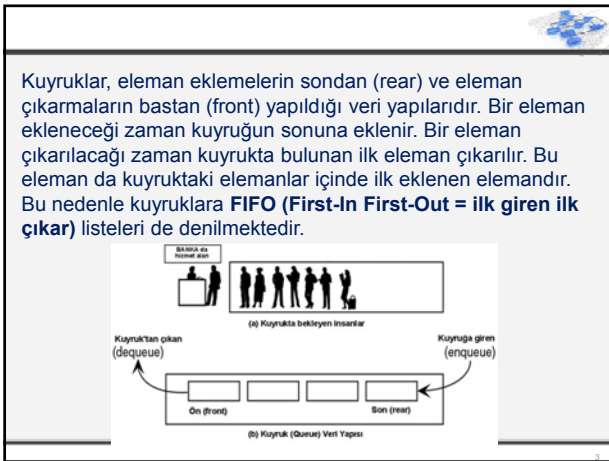 Kuyruklar, eleman eklemelerin sondan (rear) ve eleman
çıkarmaların bastan (front) yapıldığı veri yapılarıdır. Bir eleman
ekleneceği zaman kuyruğun sonuna eklenir. Bir eleman
çıkarılacağı zaman kuyrukta bulunan ilk eleman çıkarılır. Bu
eleman da kuyruktaki elemanlar içinde ilk eklenen elemandır.
Bu nedenle kuyruklara FIFO (First-In First-Out = ilk giren ilk
çıkar) listeleri de denilmektedir.
BANKA da
hizmet alan
(a) Kuyrukta bekleyen insanlar
Kuyruk'tan çıkan
(dequeue)
Kuyruğa giren
(enqueue)
Ön (front)
Son (rear)
(b) Kuyruk (Queue) Veri Yapısı
3